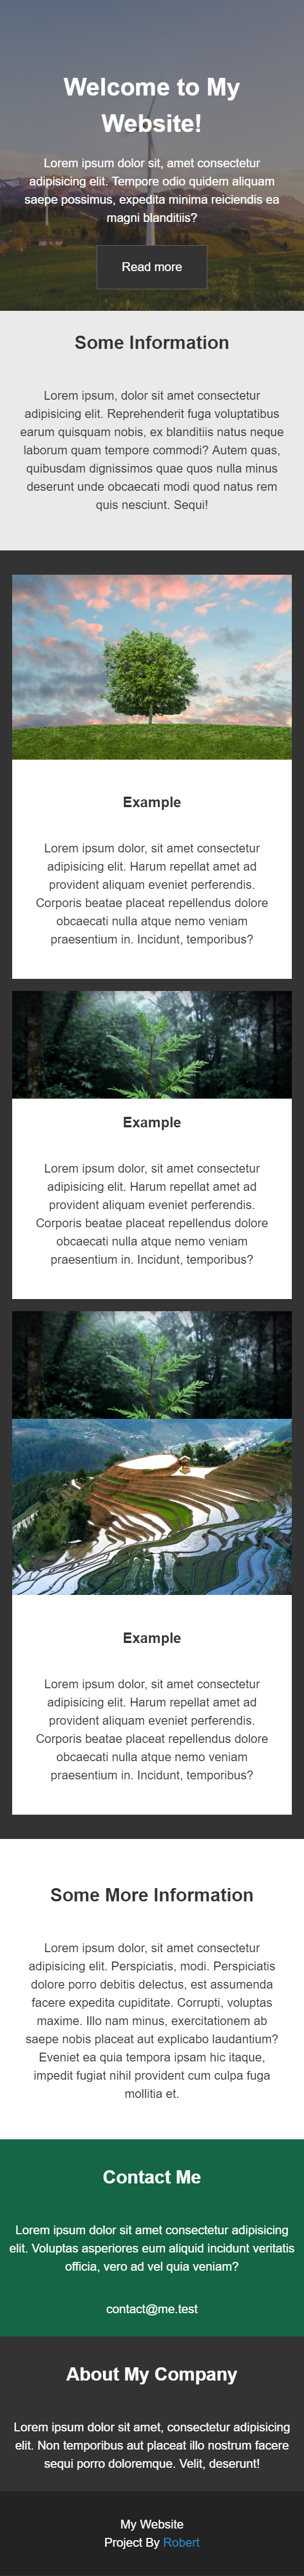 Welcome to My
Website!
Lorem ipsum dolor sit, amet consectetur
adipisicing elit. Tempore odio quidem aliquam
saepe possimus, expedita minima reiciendis ea
magni blanditiis?
Read more
Some Information
Lorem ipsum, dolor sit amet consectetur
adipisicing elit. Reprehenderit fuga voluptatibus
earum quisquam nobis, ex blanditiis natus neque
laborum quam tempore commodi? Autem quas,
quibusdam dignissimos quae quos nulla minus
deserunt unde obcaecati modi quod natus rem
quis nesciunt. Sequi!
Example
Lorem ipsum dolor, sit amet consectetur
adipisicing elit. Harum repellat amet ad
provident aliquam eveniet perferendis.
Corporis beatae placeat repellendus dolore
obcaecati nulla atque nemo veniam
praesentium in. Incidunt, temporibus?
Example
Lorem ipsum dolor, sit amet consectetur
adipisicing elit. Harum repellat amet ad
provident aliquam eveniet perferendis.
Corporis beatae placeat repellendus dolore
obcaecati nulla atque nemo veniam
praesentium in. Incidunt, temporibus?
Example
Lorem ipsum dolor, sit amet consectetur
adipisicing elit. Harum repellat amet ad
provident aliquam eveniet perferendis.
Corporis beatae placeat repellendus dolore
obcaecati nulla atque nemo veniam
praesentium in. Incidunt, temporibus?
Some More Information
Lorem ipsum dolor, sit amet consectetur
adipisicing elit. Perspiciatis, modi. Perspiciatis
dolore porro debitis delectus, est assumenda
facere expedita cupiditate. Corrupti, voluptas
maxime. Illo nam minus, exercitationem ab
saepe nobis placeat aut explicabo laudantium?
Eveniet ea quia tempora ipsam hic itaque,
impedit fugiat nihil provident cum culpa fuga
mollitia et.
Contact Me
Lorem ipsum dolor sit amet consectetur adipisicing
elit. Voluptas asperiores eum aliquid incidunt veritatis
officia, vero ad vel quia veniam?
contact@me.test
About My Company
Lorem ipsum dolor sit amet, consectetur adipisicing
elit. Non temporibus aut placeat illo nostrum facere
sequi porro doloremque. Velit, deserunt!
My Website
Project By Robert